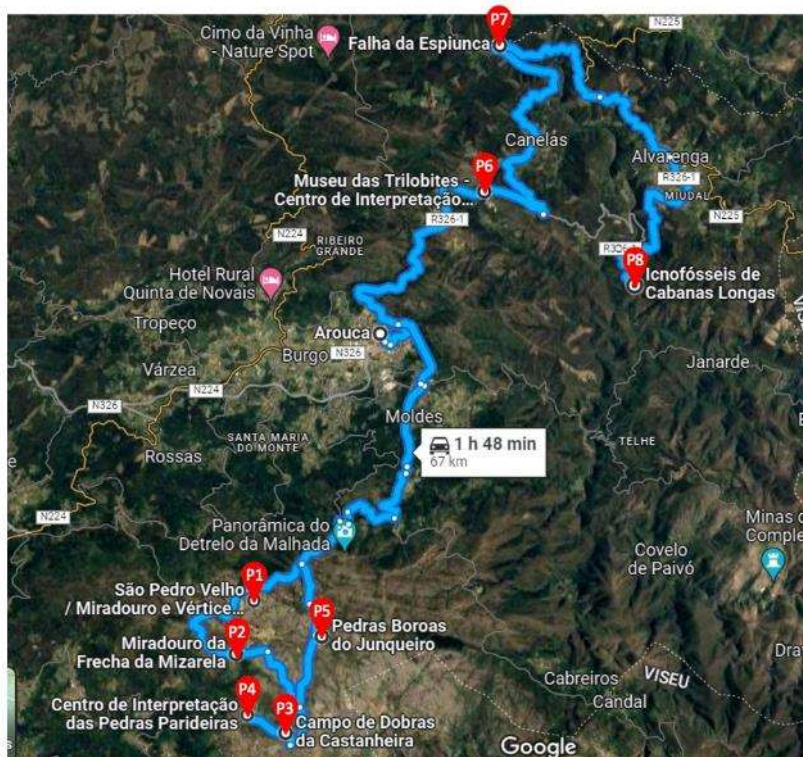 P7
N225
Cimo da Vinha
- Nature Spot
Falha da Espiunca
Canelas
P6
Alvarenga
R326-1
MIUDAL
Museu das Trilobites -
Centro de Interpretação...
N225
R326-1
N224
RIBEIRO
GRANDE
P8
Icnofósseis de
Cabanas Longas
Hotel Rural
Quinta de Novais
Tropeço
Arouca
Burgo
N326
Várzea
N224
Janarde
N326
Moldes
SANTA MARIA
DO MONTE
1 h 48 min
67 km
TELHE
Rossas
N224
Panorâmica do
Detrelo da Malhada
Minas d
Comple
Covelo
de Paivó
P1
São Pedro Velho
/ Miradouro e Vértice...
P5
Pedras Boroas
do Junqueiro
P2
Miradouro da
Frecha da Mizarela
Cabreiros
VISEU
Candal
P4
Centro de Interpretação
das Pedras Parideiras
P3
Campo de Dobras
da Castanheira
Google